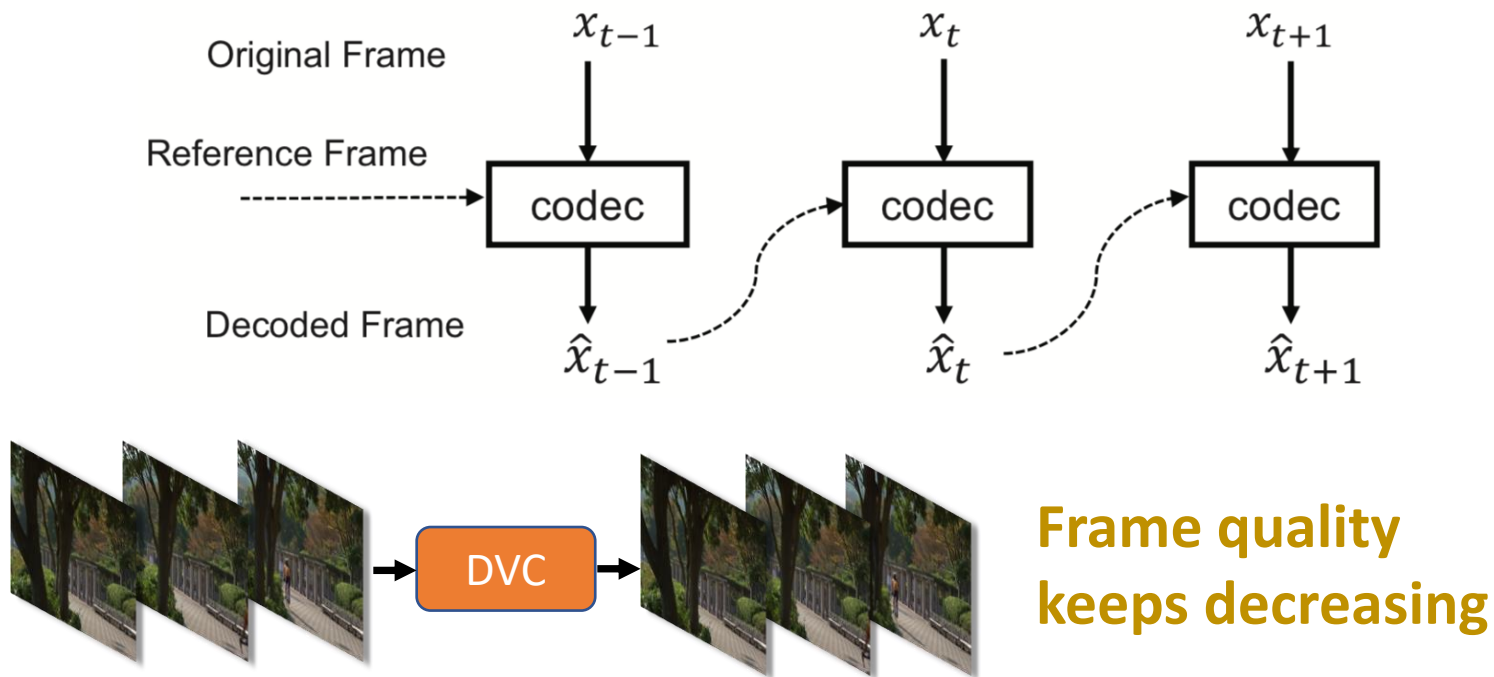 Original Frame
x_{t−1} x_t x_{t+1}
Reference Frame
codec codec codec
Decoded Frame
x̂_{t−1} x̂_t x̂_{t+1}
DVC
Frame quality
keeps decreasing